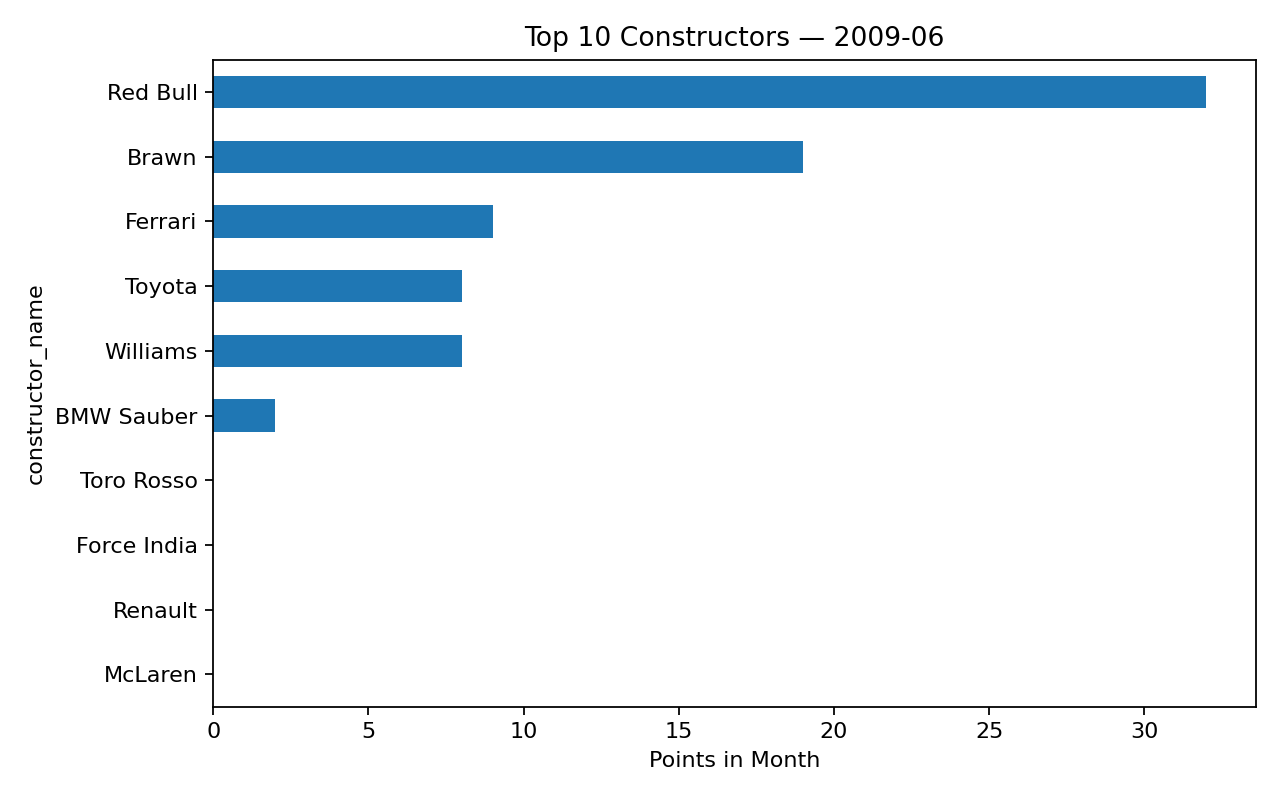 Top 10 Constructors — 2009-06
constructor_name
Red Bull
Brawn
Ferrari
Toyota
Williams
BMW Sauber
Toro Rosso
Force India
Renault
McLaren
0 5 10 15 20 25 30
Points in Month